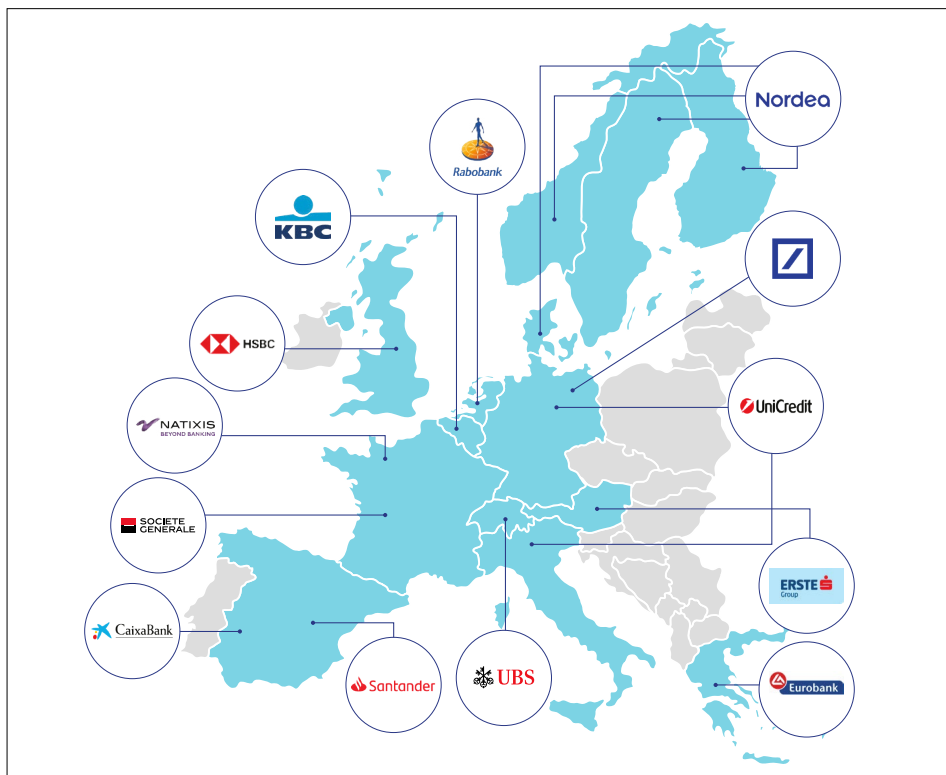 Nordea
Rabobank
KBC
HSBC
NATIXIS
BEYOND BANKING
UniCredit
SOCIETE
GENERALE
ERSTE
Group
CaixaBank
Santander
UBS
Eurobank